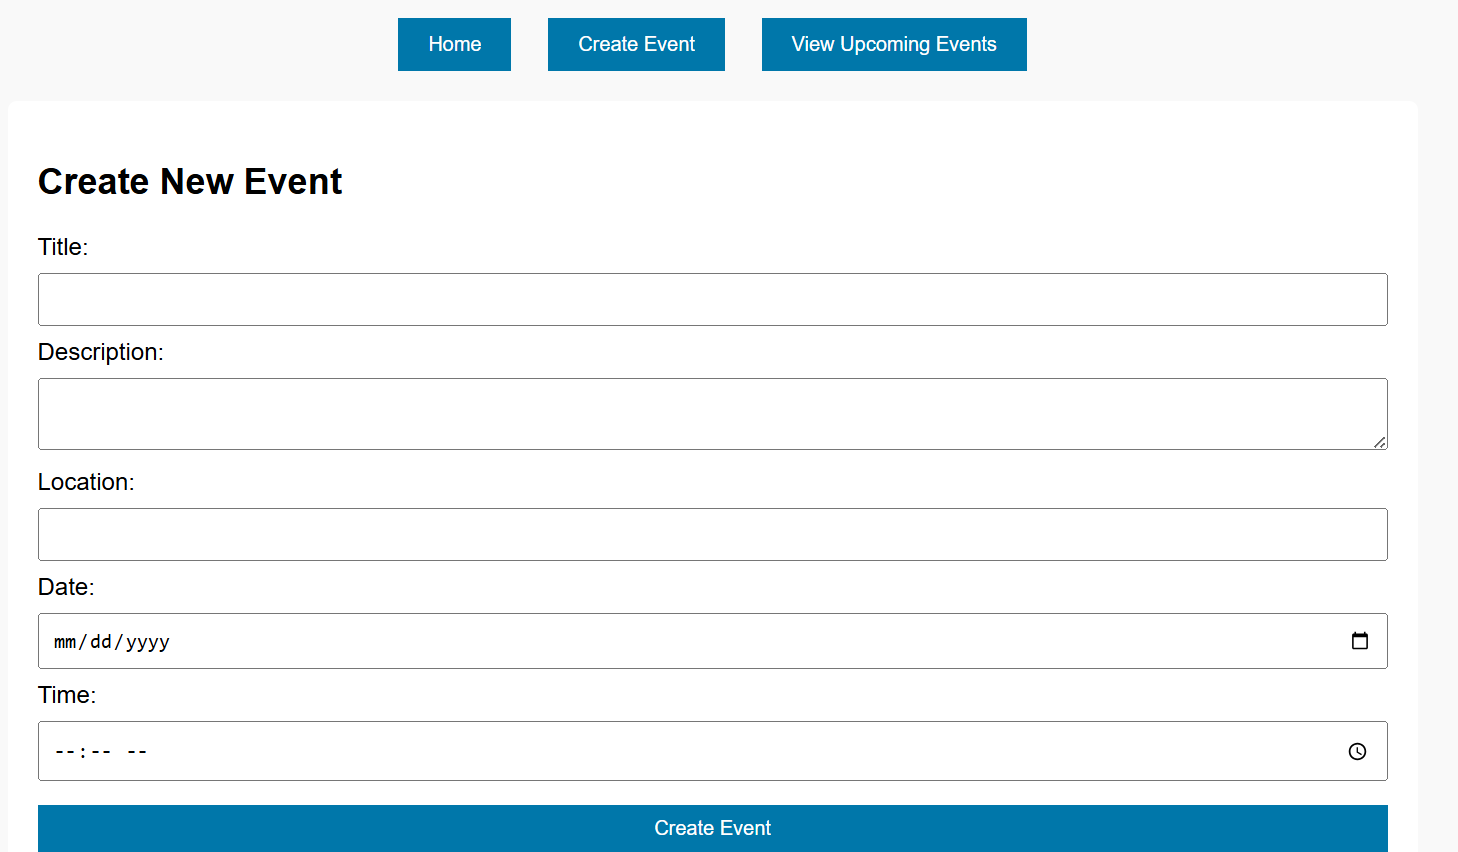 Home Create Event View Upcoming Events
Create New Event
Title:
Description:
Location:
Date:
mm/dd/yyyy
Time:
--:-- --
Create Event